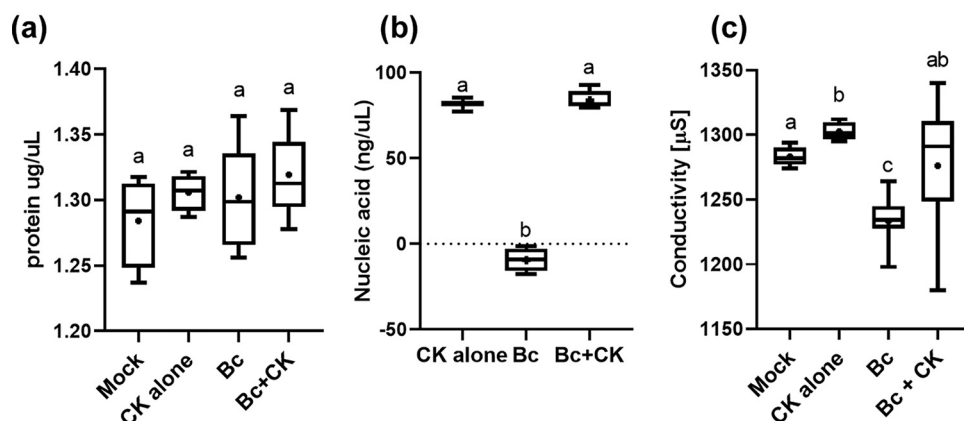 (a)
protein ug/uL
1.40
1.35
1.30
1.25
1.20
a
a
a
a
Mock
CK alone
Bc
Bc+CK
(b)
Nucleic acid (ng/uL)
100
50
0
-50
a
b
a
CK alone
Bc
Bc+CK
(c)
Conductivity [µS]
1350
1300
1250
1200
1150
a
b
c
ab
Mock
CK alone
Bc
Bc + CK